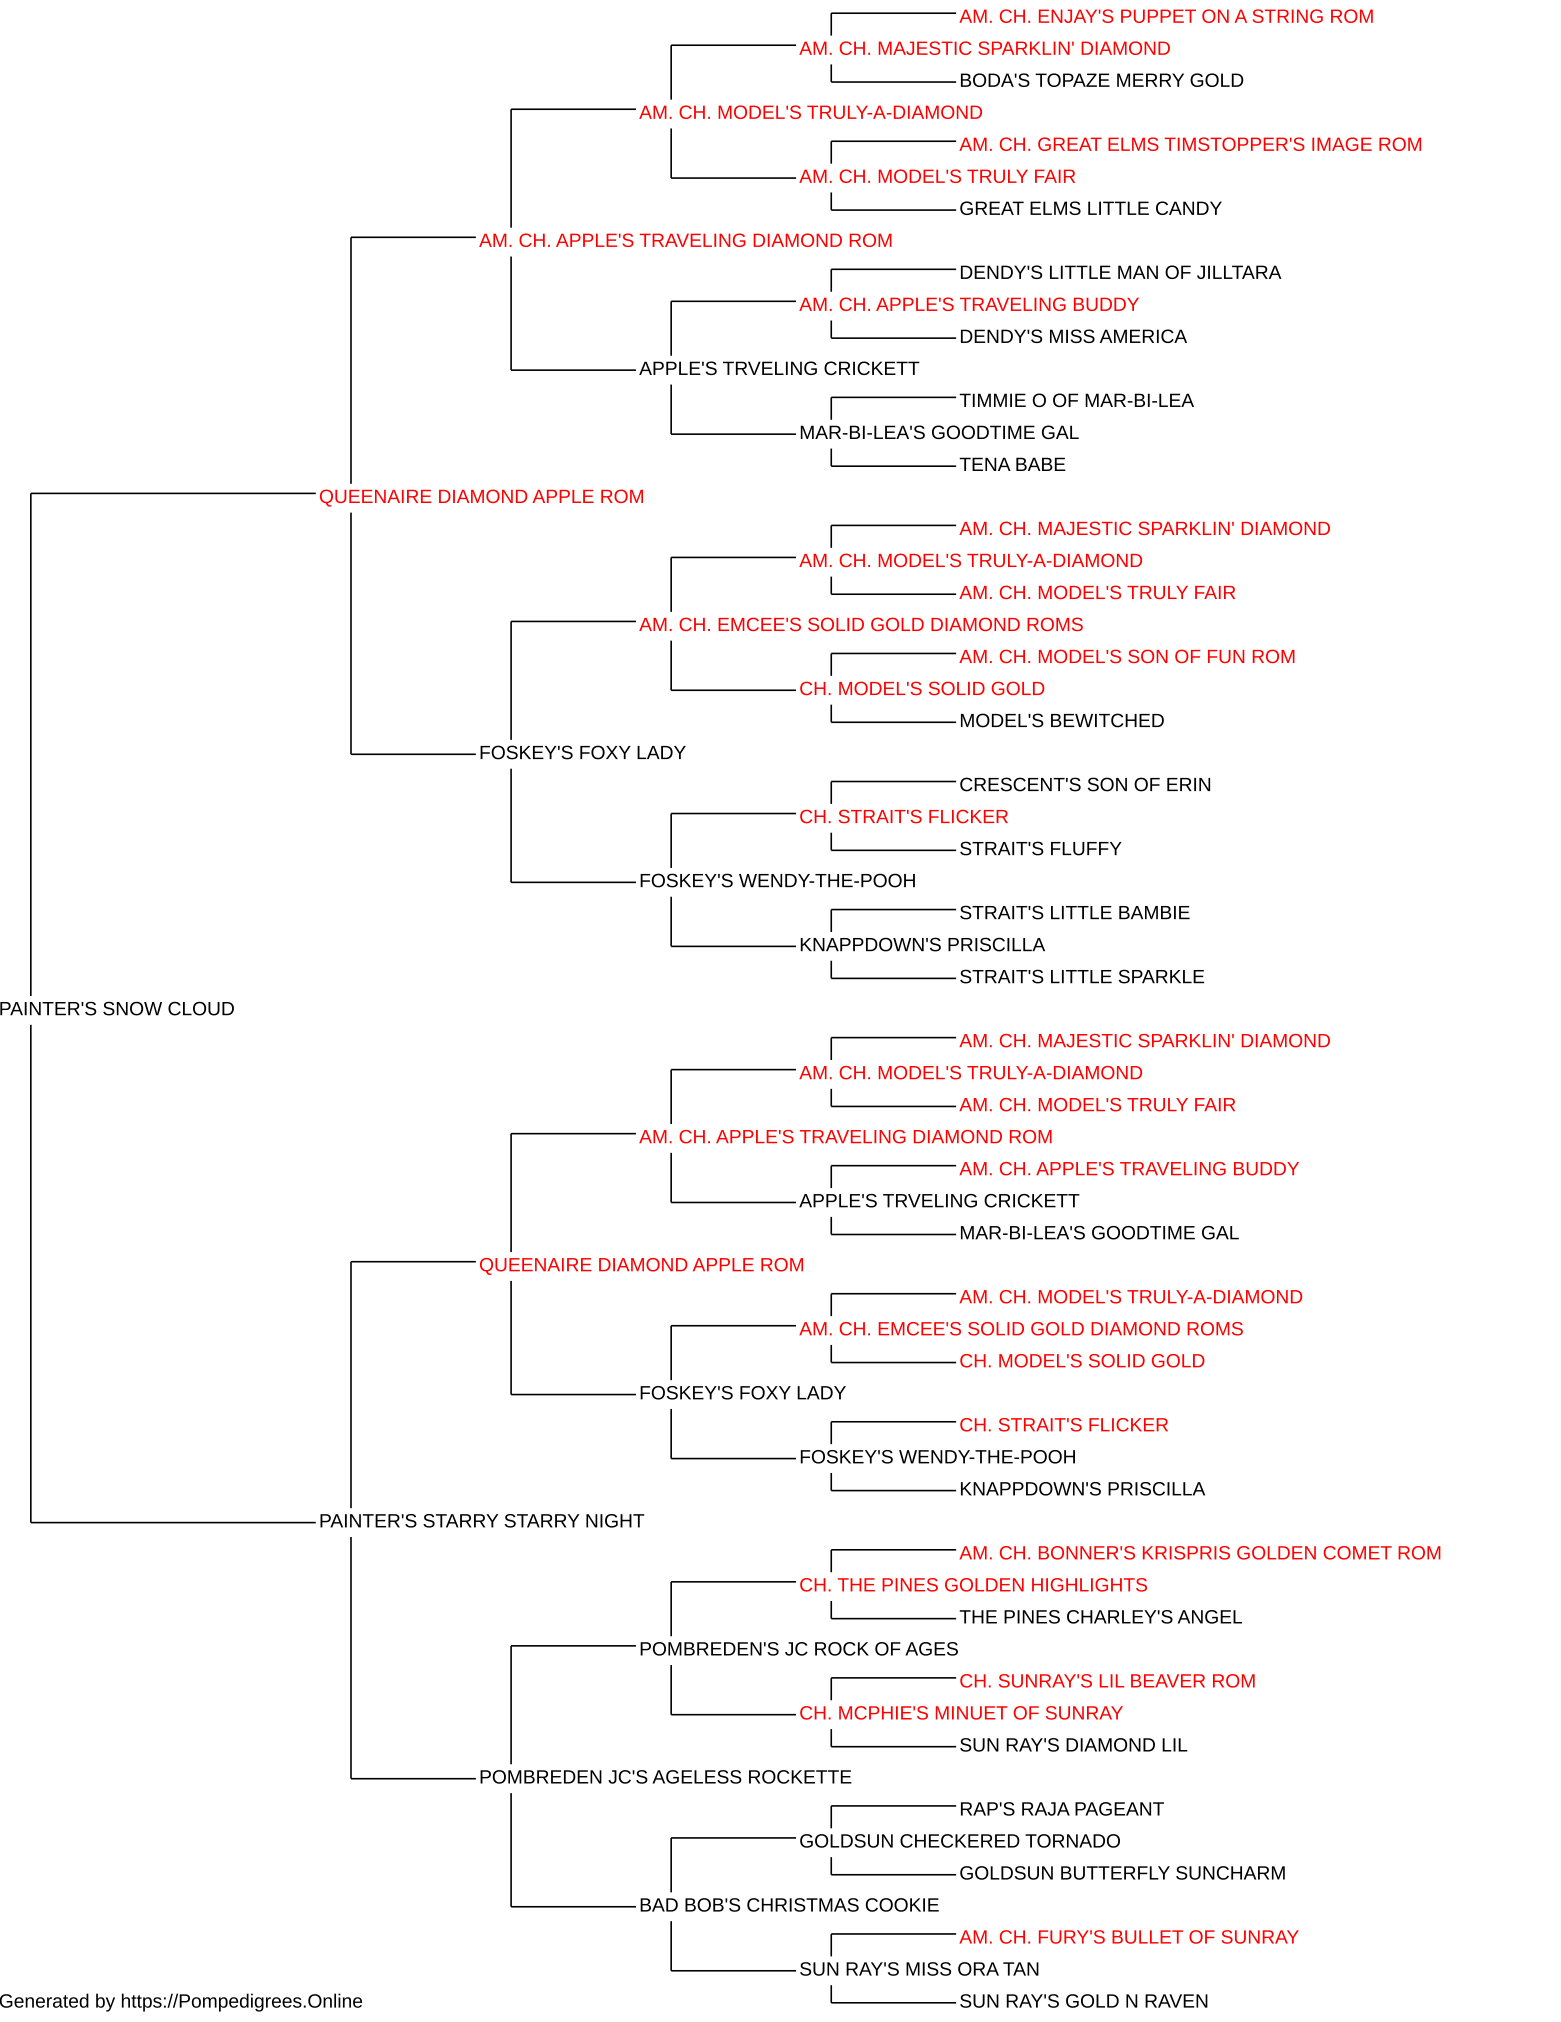 AM. CH. ENJAY'S PUPPET ON A STRING ROM
AM. CH. MAJESTIC SPARKLIN' DIAMOND
BODA'S TOPAZE MERRY GOLD
AM. CH. MODEL'S TRULY-A-DIAMOND
AM. CH. GREAT ELMS TIMSTOPPER'S IMAGE ROM
AM. CH. MODEL'S TRULY FAIR
GREAT ELMS LITTLE CANDY
AM. CH. APPLE'S TRAVELING DIAMOND ROM
DENDY'S LITTLE MAN OF JILLTARA
AM. CH. APPLE'S TRAVELING BUDDY
DENDY'S MISS AMERICA
APPLE'S TRVELING CRICKETT
TIMMIE O OF MAR-BI-LEA
MAR-BI-LEA'S GOODTIME GAL
TENA BABE
QUEENAIRE DIAMOND APPLE ROM
AM. CH. MAJESTIC SPARKLIN' DIAMOND
AM. CH. MODEL'S TRULY-A-DIAMOND
AM. CH. MODEL'S TRULY FAIR
AM. CH. EMCEE'S SOLID GOLD DIAMOND ROMS
AM. CH. MODEL'S SON OF FUN ROM
CH. MODEL'S SOLID GOLD
MODEL'S BEWITCHED
FOSKEY'S FOXY LADY
CRESCENT'S SON OF ERIN
CH. STRAIT'S FLICKER
STRAIT'S FLUFFY
FOSKEY'S WENDY-THE-POOH
STRAIT'S LITTLE BAMBIE
KNAPPDOWN'S PRISCILLA
STRAIT'S LITTLE SPARKLE
PAINTER'S SNOW CLOUD
AM. CH. MAJESTIC SPARKLIN' DIAMOND
AM. CH. MODEL'S TRULY-A-DIAMOND
AM. CH. MODEL'S TRULY FAIR
AM. CH. APPLE'S TRAVELING DIAMOND ROM
AM. CH. APPLE'S TRAVELING BUDDY
APPLE'S TRVELING CRICKETT
MAR-BI-LEA'S GOODTIME GAL
QUEENAIRE DIAMOND APPLE ROM
AM. CH. MODEL'S TRULY-A-DIAMOND
AM. CH. EMCEE'S SOLID GOLD DIAMOND ROMS
CH. MODEL'S SOLID GOLD
FOSKEY'S FOXY LADY
CH. STRAIT'S FLICKER
FOSKEY'S WENDY-THE-POOH
KNAPPDOWN'S PRISCILLA
PAINTER'S STARRY STARRY NIGHT
AM. CH. BONNER'S KRISPRIS GOLDEN COMET ROM
CH. THE PINES GOLDEN HIGHLIGHTS
THE PINES CHARLEY'S ANGEL
POMBREDEN'S JC ROCK OF AGES
CH. SUNRAY'S LIL BEAVER ROM
CH. MCPHIE'S MINUET OF SUNRAY
SUN RAY'S DIAMOND LIL
POMBREDEN JC'S AGELESS ROCKETTE
RAP'S RAJA PAGEANT
GOLDSUN CHECKERED TORNADO
GOLDSUN BUTTERFLY SUNCHARM
BAD BOB'S CHRISTMAS COOKIE
AM. CH. FURY'S BULLET OF SUNRAY
SUN RAY'S MISS ORA TAN
SUN RAY'S GOLD N RAVEN
Generated by https://Pompedigrees.Online